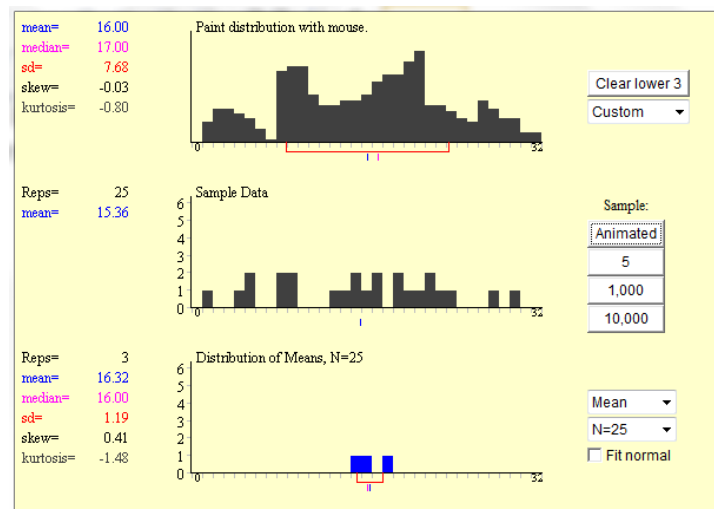 mean= 16.00
median= 17.00
sd= 7.68
skew= -0.03
kurtosis= -0.80
Paint distribution with mouse.
0 32
Clear lower 3
Custom
Reps= 25
mean= 15.36
Sample Data
6
5
4
3
2
1
0
0 32
Sample:
Animated
5
1,000
10,000
Reps= 3
mean= 16.32
median= 16.00
sd= 1.19
skew= 0.41
kurtosis= -1.48
Distribution of Means, N=25
6
5
4
3
2
1
0
0 32
Mean
N=25
Fit normal